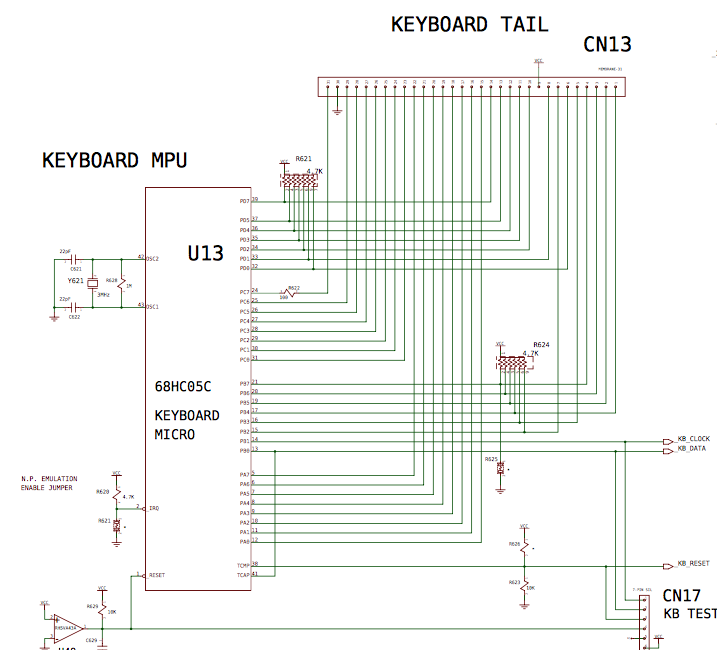 KEYBOARD TAIL
CN13
VCC
KEYBOARD MPU
VCC
R621
4.7K
PD7 39
PD5 37
PD4 36
PD3 35
PD2 34
PD1 33
PD0 32
U13
22pF
C621
42 OSC2
Y621
3MHz
R628
1M
22pF
C622
43 OSC1
PC7 24
R622
100
PC6 25
PC5 26
PC4 27
PC3 28
PC2 29
PC1 30
PC0 31
VCC
R624
4.7K
68HC05C
KEYBOARD
MICRO
PB7 21
PB6 20
PB5 19
PB4 17
PB3 16
PB2 15
PB1 14
PB0 13
KB_CLOCK
KB_DATA
R625
N.P. EMULATION
ENABLE JUMPER
VCC
R620
4.7K
2 IRQ
R621
PA7 5
PA6 6
PA5 7
PA4 8
PA3 9
PA2 10
PA1 11
PA0 12
VCC
R626
TCMP 38
TCAP 41
KB_RESET
1 RESET
R623
10K
VCC
R629
10K
VCC
C629
CN17
KB TEST
VCC